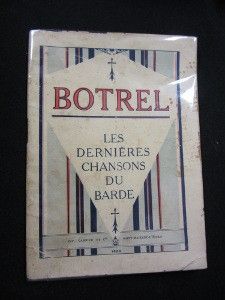 BOTREL
LES
DERNIÈRES
CHANSONS
DU
BARDE